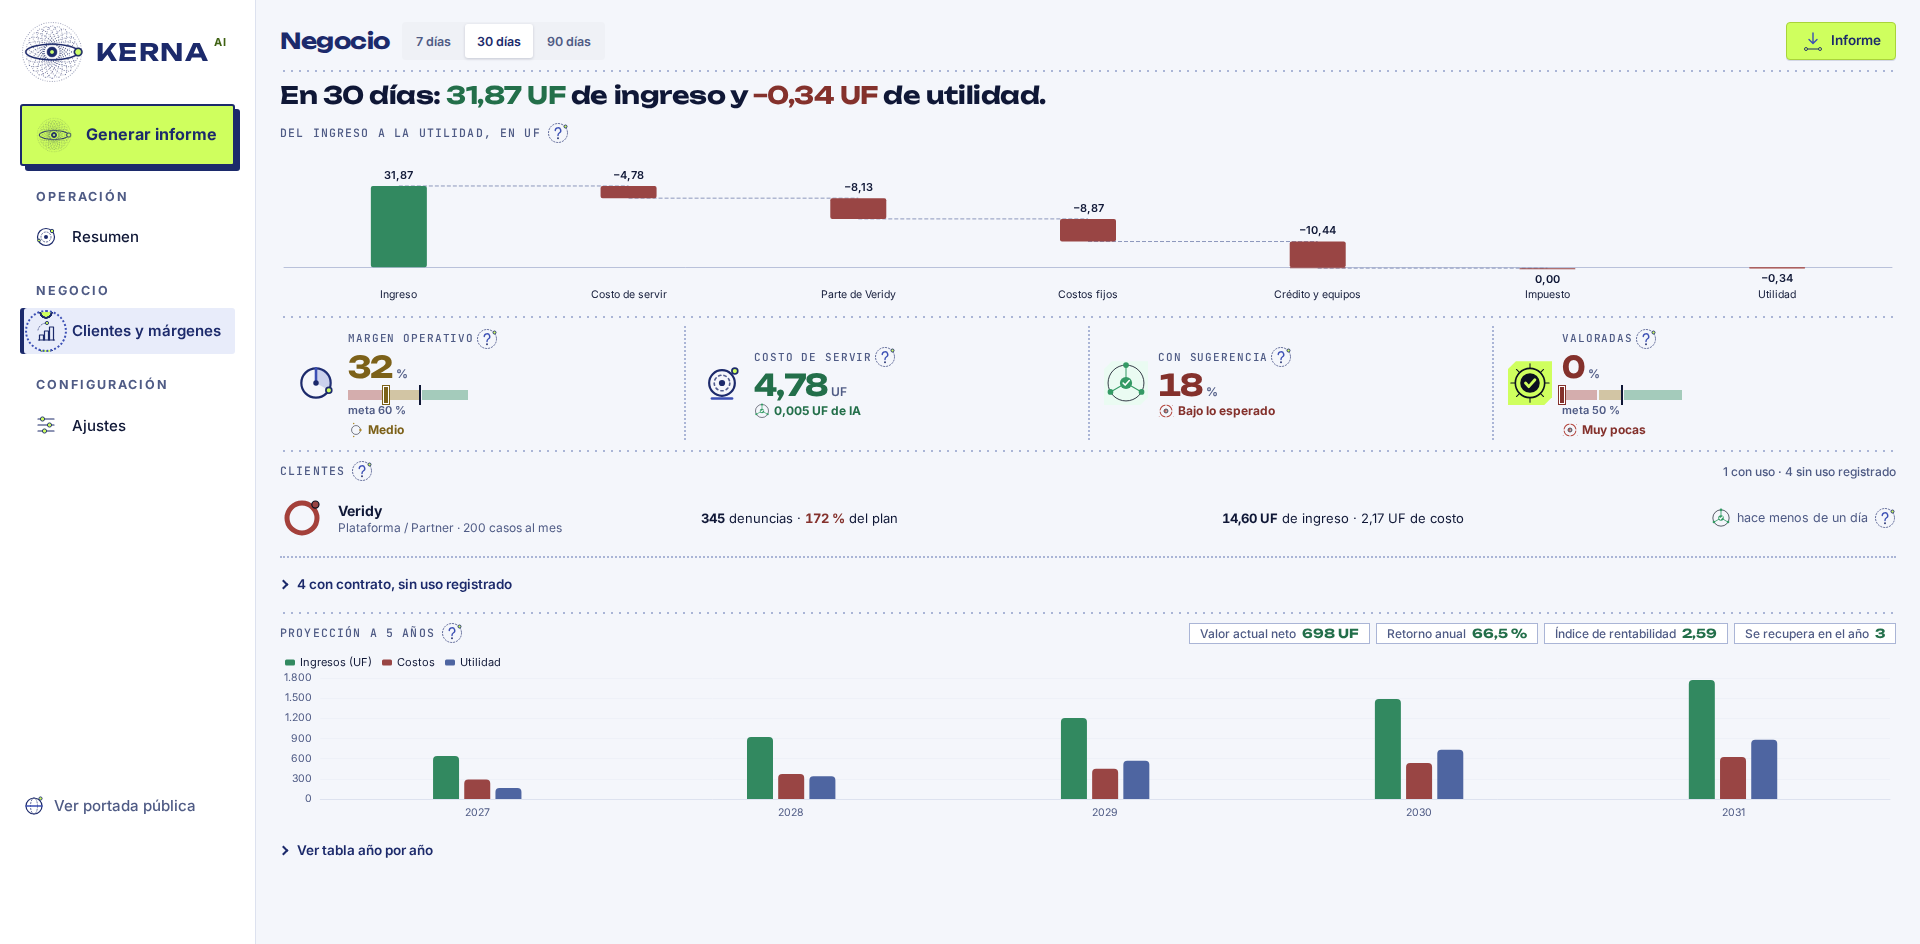 KERNA AI
Generar informe
OPERACIÓN
Resumen
NEGOCIO
Clientes y márgenes
CONFIGURACIÓN
Ajustes
Ver portada pública
Negocio
7 días
30 días
90 días
Informe
En 30 días: 31,87 UF de ingreso y −0,34 UF de utilidad.
DEL INGRESO A LA UTILIDAD, EN UF ?
31,87
−4,78
−8,13
−8,87
−10,44
0,00
−0,34
Ingreso
Costo de servir
Parte de Veridy
Costos fijos
Crédito y equipos
Impuesto
Utilidad
MARGEN OPERATIVO ?
32 %
meta 60 %
Medio
COSTO DE SERVIR ?
4,78 UF
0,005 UF de IA
CON SUGERENCIA ?
18 %
Bajo lo esperado
VALORADAS ?
0 %
meta 50 %
Muy pocas
CLIENTES ?
1 con uso · 4 sin uso registrado
Veridy
Plataforma / Partner · 200 casos al mes
345 denuncias · 172 % del plan
14,60 UF de ingreso · 2,17 UF de costo
hace menos de un día ?
4 con contrato, sin uso registrado
PROYECCIÓN A 5 AÑOS ?
Valor actual neto 698 UF
Retorno anual 66,5 %
Índice de rentabilidad 2,59
Se recupera en el año 3
Ingresos (UF)
Costos
Utilidad
1.800
1.500
1.200
900
600
300
0
2027
2028
2029
2030
2031
Ver tabla año por año